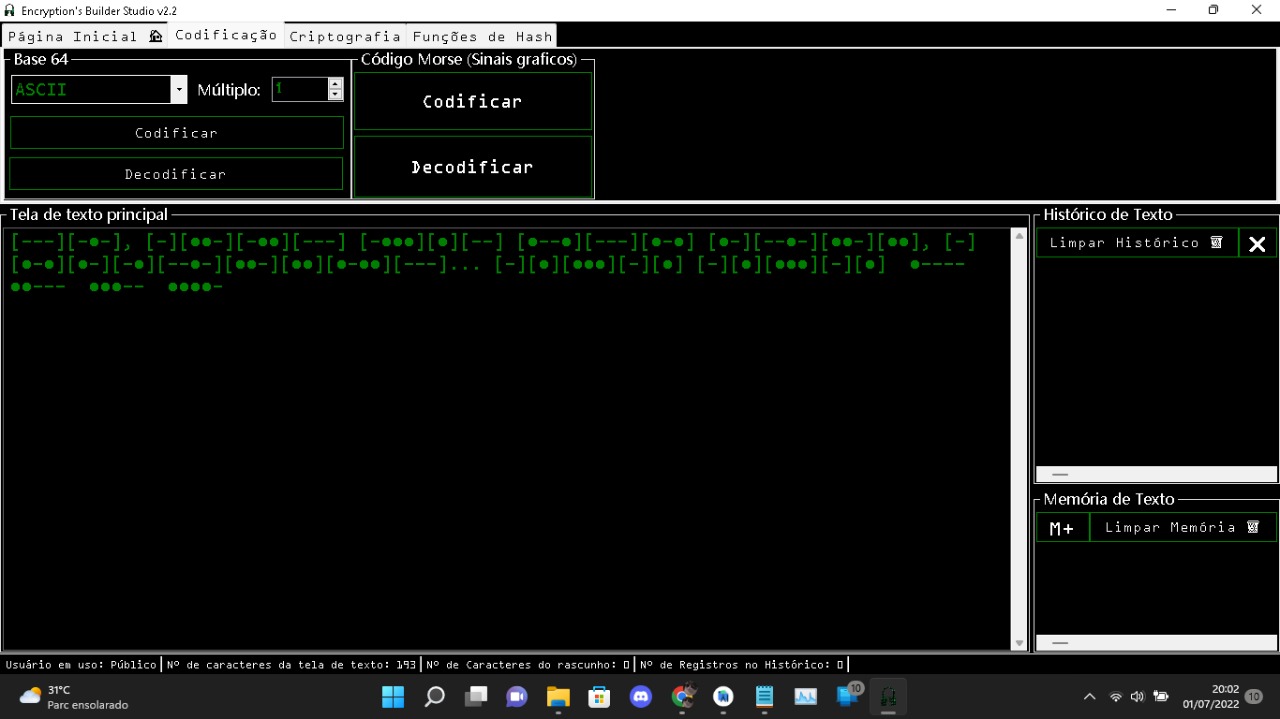 Encryption's Builder Studio v2.2
Página Inicial Codificação Criptografia Funções de Hash
Base 64
ASCII Múltiplo: 1
Codificar
Decodificar
Código Morse (Sinais graficos)
Codificar
Decodificar
Tela de texto principal
[---][-●-], [-][●●-][-●●][---] [-●●●][●][--] [●--●][---][●-●] [●-][--●-][●●-][●●], [-]
[●-●][●-][-●][--●-][●●-][●●][●-●●][---]... [-][●][●●●][-][●] [-][●][●●●][-][●]  ●----
●●---  ●●●--  ●●●●-
Histórico de Texto
Limpar Histórico
Memória de Texto
M+ Limpar Memória
Usuário em uso: Público Nº de caracteres da tela de texto: 193 Nº de Caracteres do rascunho: 0 Nº de Registros no Histórico: 0
31°C
Parc ensolarado
10
20:02
01/07/2022
10